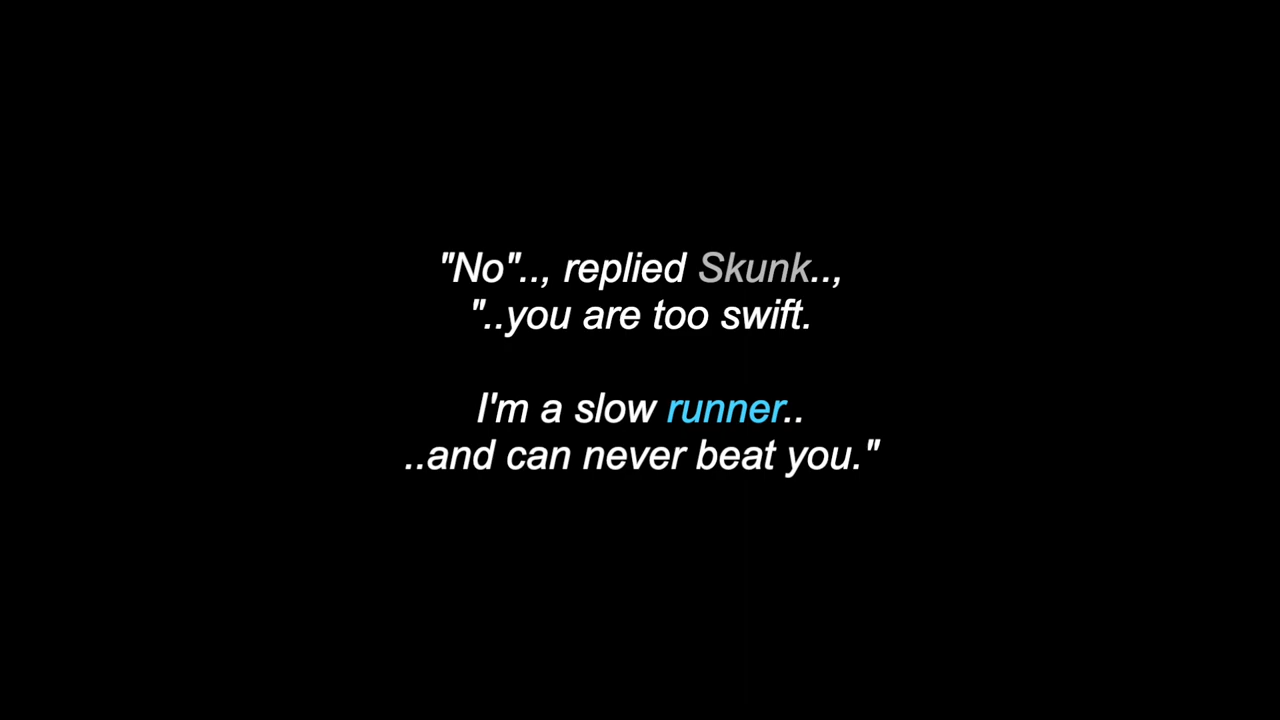 "No".., replied Skunk..,
"..you are too swift.
I'm a slow runner..
..and can never beat you."